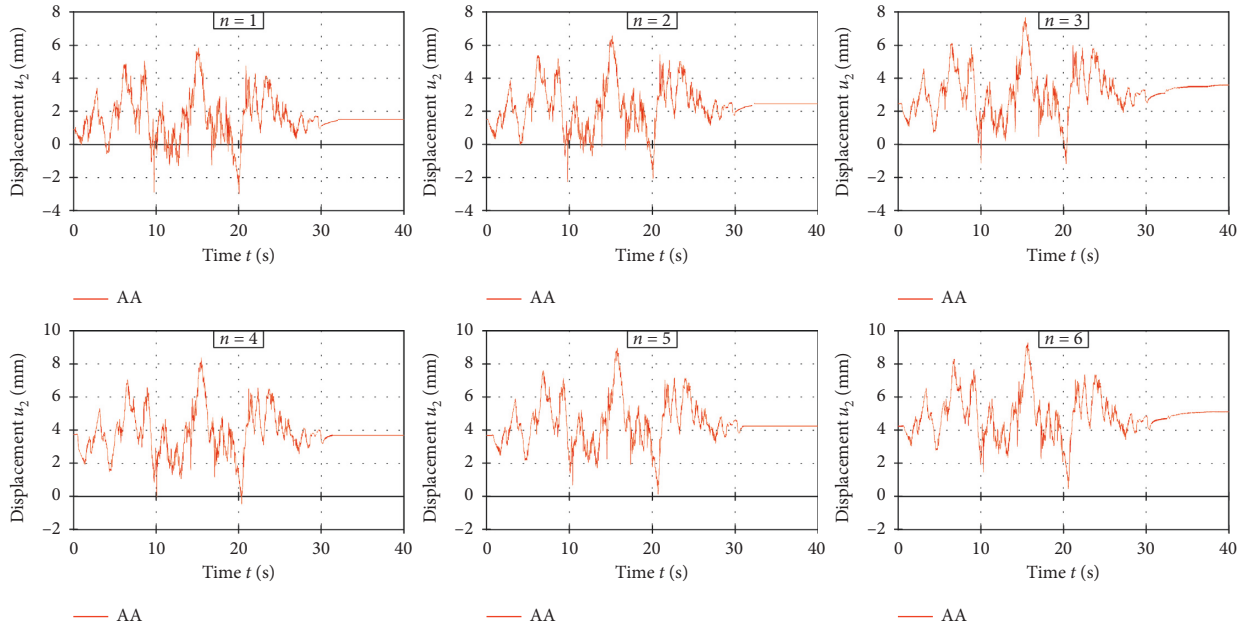 n = 1
Displacement u₂ (mm)
8
6
4
2
0
−2
−4
0 10 20 30 40
Time t (s)
AA
n = 2
Displacement u₂ (mm)
8
6
4
2
0
−2
−4
0 10 20 30 40
Time t (s)
AA
n = 3
Displacement u₂ (mm)
8
6
4
2
0
−2
−4
0 10 20 30 40
Time t (s)
AA
n = 4
Displacement u₂ (mm)
10
8
6
4
2
0
−2
0 10 20 30 40
Time t (s)
AA
n = 5
Displacement u₂ (mm)
10
8
6
4
2
0
−2
0 10 20 30 40
Time t (s)
AA
n = 6
Displacement u₂ (mm)
10
8
6
4
2
0
−2
0 10 20 30 40
Time t (s)
AA